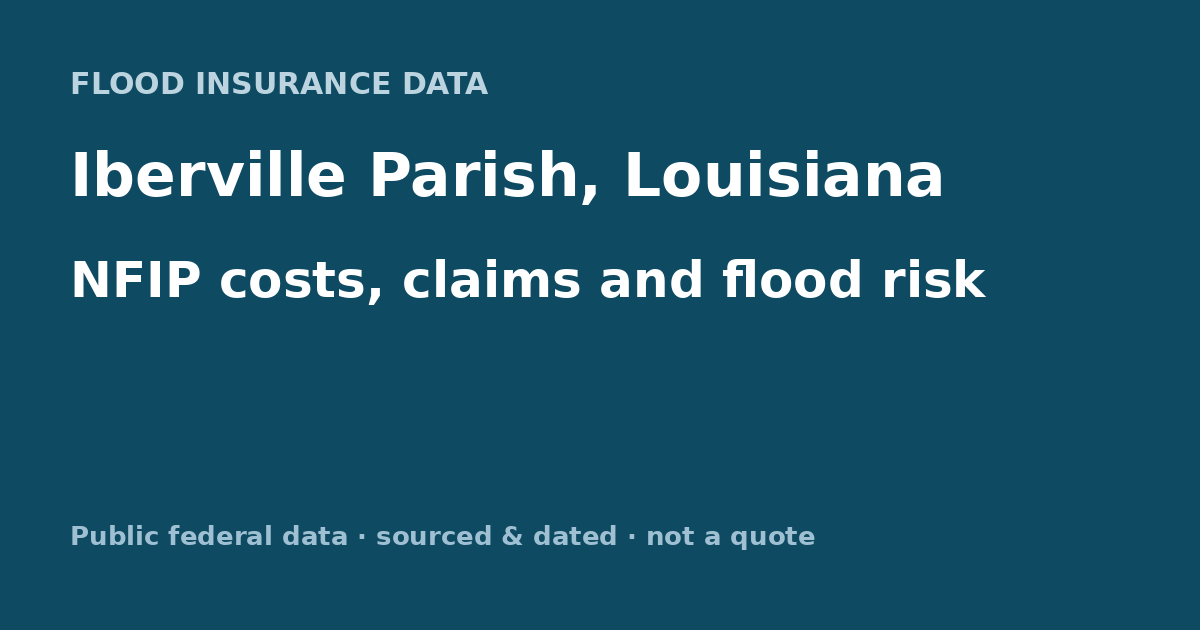 FLOOD INSURANCE DATA
Iberville Parish, Louisiana
NFIP costs, claims and flood risk
Public federal data · sourced & dated · not a quote